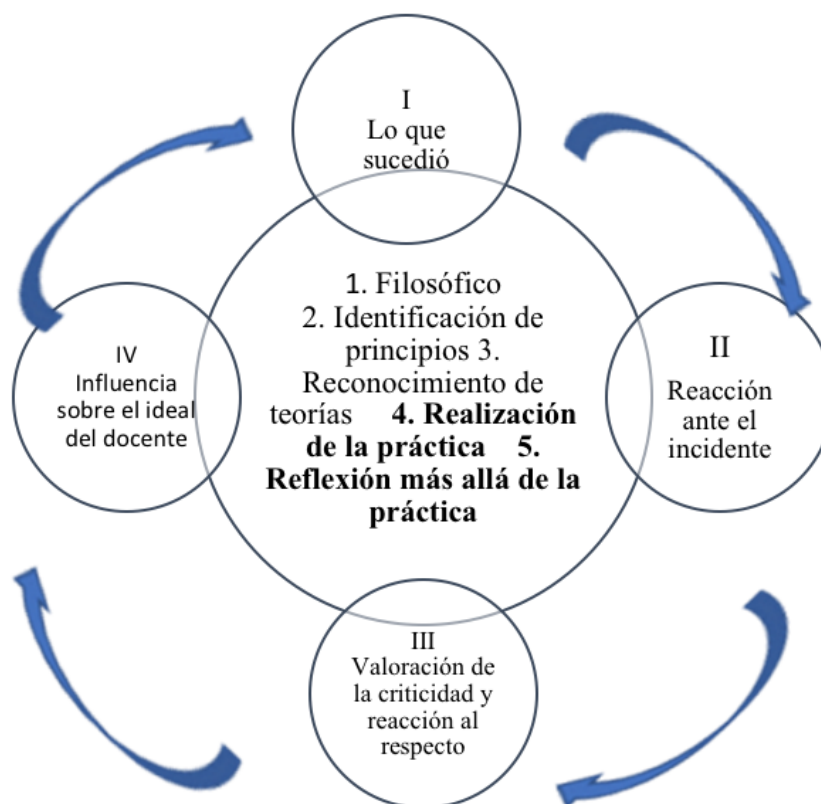 I
Lo que
sucedió
1. Filosófico
2. Identificación de
principios 3.
Reconocimiento de
teorías 4. Realización
de la práctica 5.
Reflexión más allá de la
práctica
II
Reacción
ante el
incidente
III
Valoración de
la criticidad y
reacción al
respecto
IV
Influencia
sobre el ideal
del docente